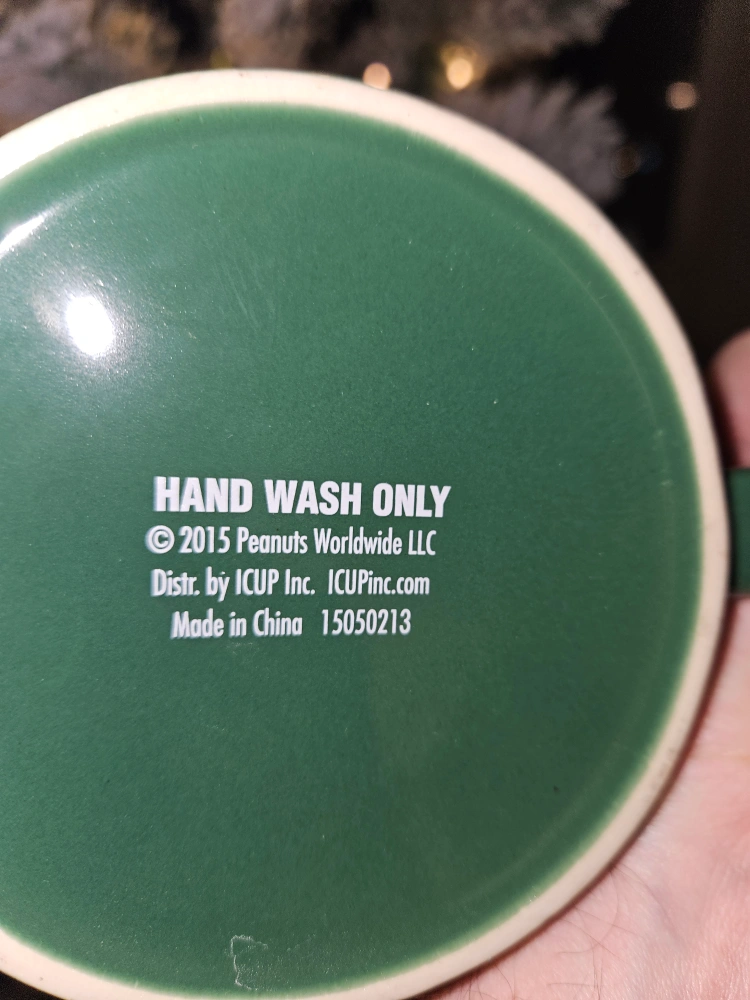 HAND WASH ONLY
© 2015 Peanuts Worldwide LLC
Distr. by ICUP Inc. ICUPinc.com
Made in China 15050213